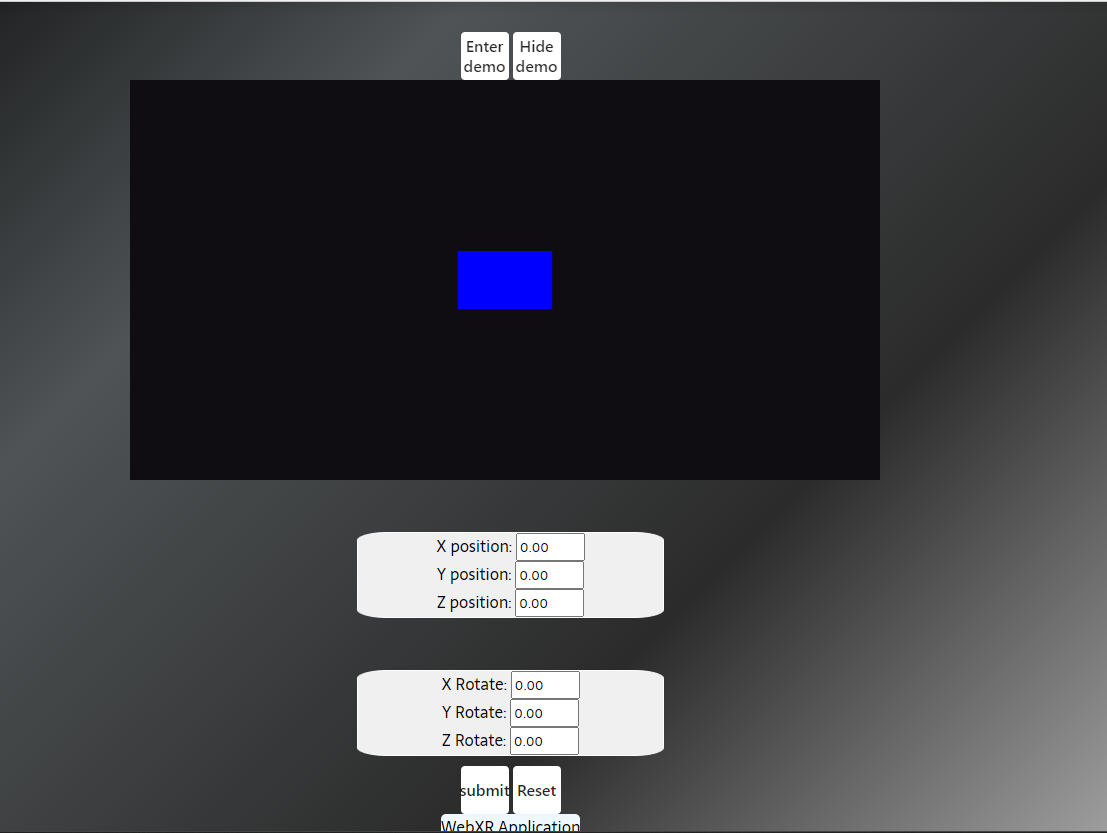 Enter demo
Hide demo
X position: 0.00
Y position: 0.00
Z position: 0.00
X Rotate: 0.00
Y Rotate: 0.00
Z Rotate: 0.00
submit Reset
WebXR Application